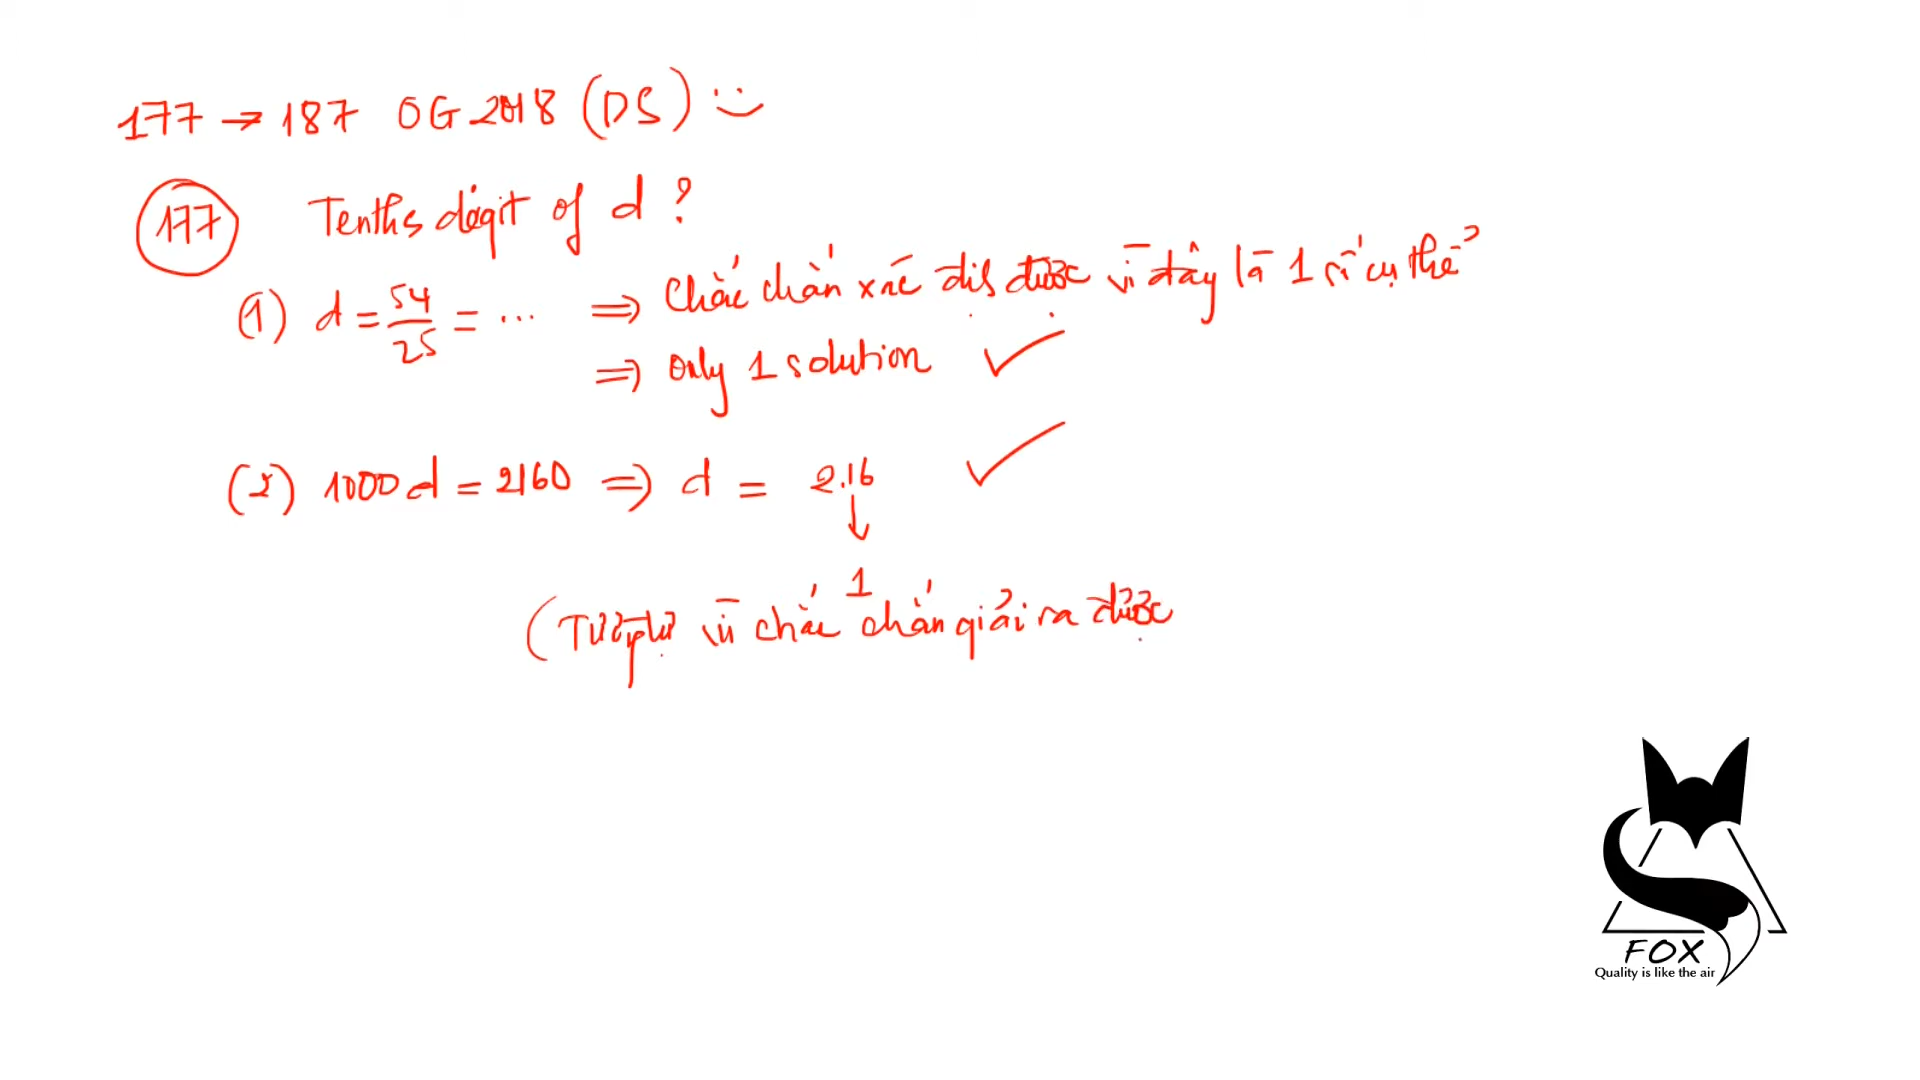 177 → 187 OG 2018 (DS) :)
177 Tenths digit of d ?
(1) d = 54/25 = ... ⇒ Chắc chắn xác đis được vì đây là 1 số cụ thể
⇒ only 1 solution ✓
(2) 1000d = 2160 ⇒ d = 2.16 ✓
↓
1
(Tương tự vì chắc chắn giải ra được
FOX
Quality is like the air